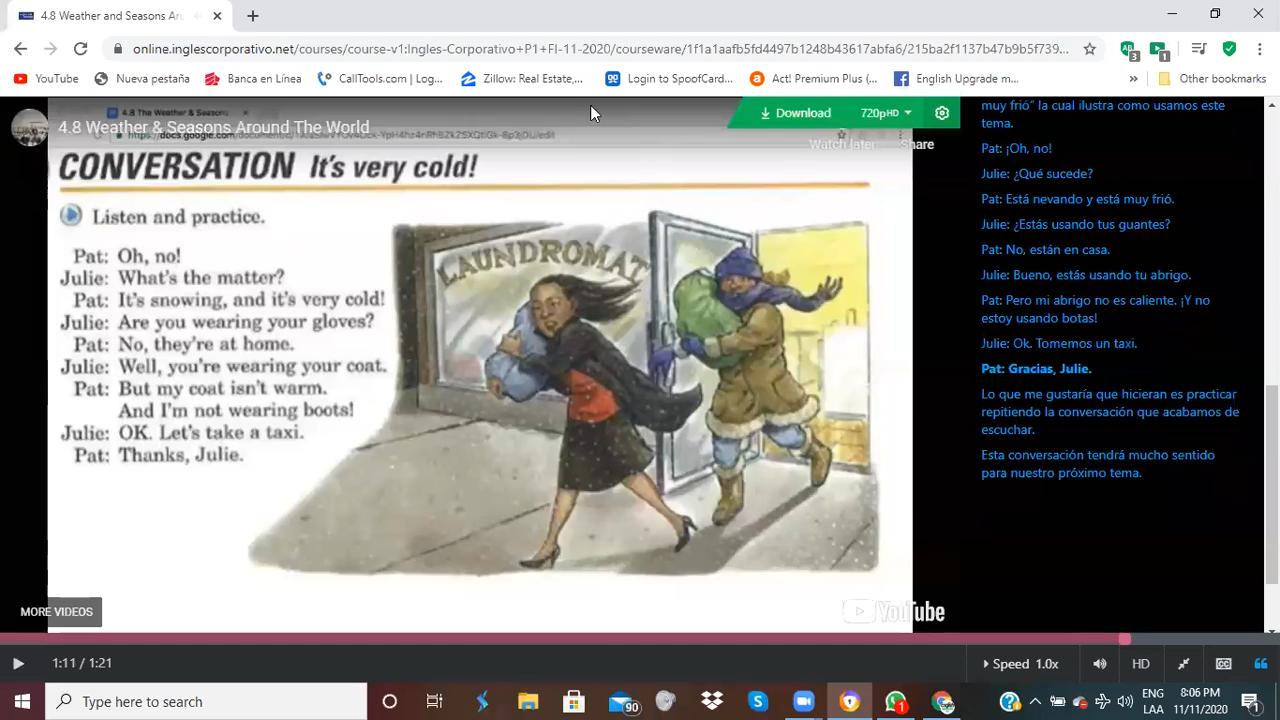 4.8 Weather and Seasons Ar
online.inglescorporativo.net/courses/course-v1:Ingles-Corporativo+P1+FI-11-2020/courseware/1f1a1aafb5fd4497b1248b43617abfa6/215ba2f1137b47b9b5f739...
YouTube
Nueva pestaña
Banca en Línea
CallTools.com | Log...
Zillow: Real Estate,...
Login to SpoofCard...
Act! Premium Plus (...
English Upgrade m...
Other bookmarks
4.8 The Weather & Seasons
4.8 Weather & Seasons Around The World
Download
720pHD
Watch later
Share
CONVERSATION It's very cold!
Listen and practice.
Pat: Oh, no!
Julie: What's the matter?
Pat: It's snowing, and it's very cold!
Julie: Are you wearing your gloves?
Pat: No, they're at home.
Julie: Well, you're wearing your coat.
Pat: But my coat isn't warm.
And I'm not wearing boots!
Julie: OK. Let's take a taxi.
Pat: Thanks, Julie.
LAUNDROMAT
MORE VIDEOS
YouTube
muy frió" la cual ilustra como usamos este
tema.
Pat: ¡Oh, no!
Julie: ¿Qué sucede?
Pat: Está nevando y está muy frió.
Julie: ¿Estás usando tus guantes?
Pat: No, están en casa.
Julie: Bueno, estás usando tu abrigo.
Pat: Pero mi abrigo no es caliente. ¡Y no
estoy usando botas!
Julie: Ok. Tomemos un taxi.
Pat: Gracias, Julie.
Lo que me gustaría que hicieran es practicar
repitiendo la conversación que acabamos de
escuchar.
Esta conversación tendrá mucho sentido
para nuestro próximo tema.
1:11 / 1:21
Speed 1.0x
HD
Type here to search
90
1
ENG
LAA
8:06 PM
11/11/2020